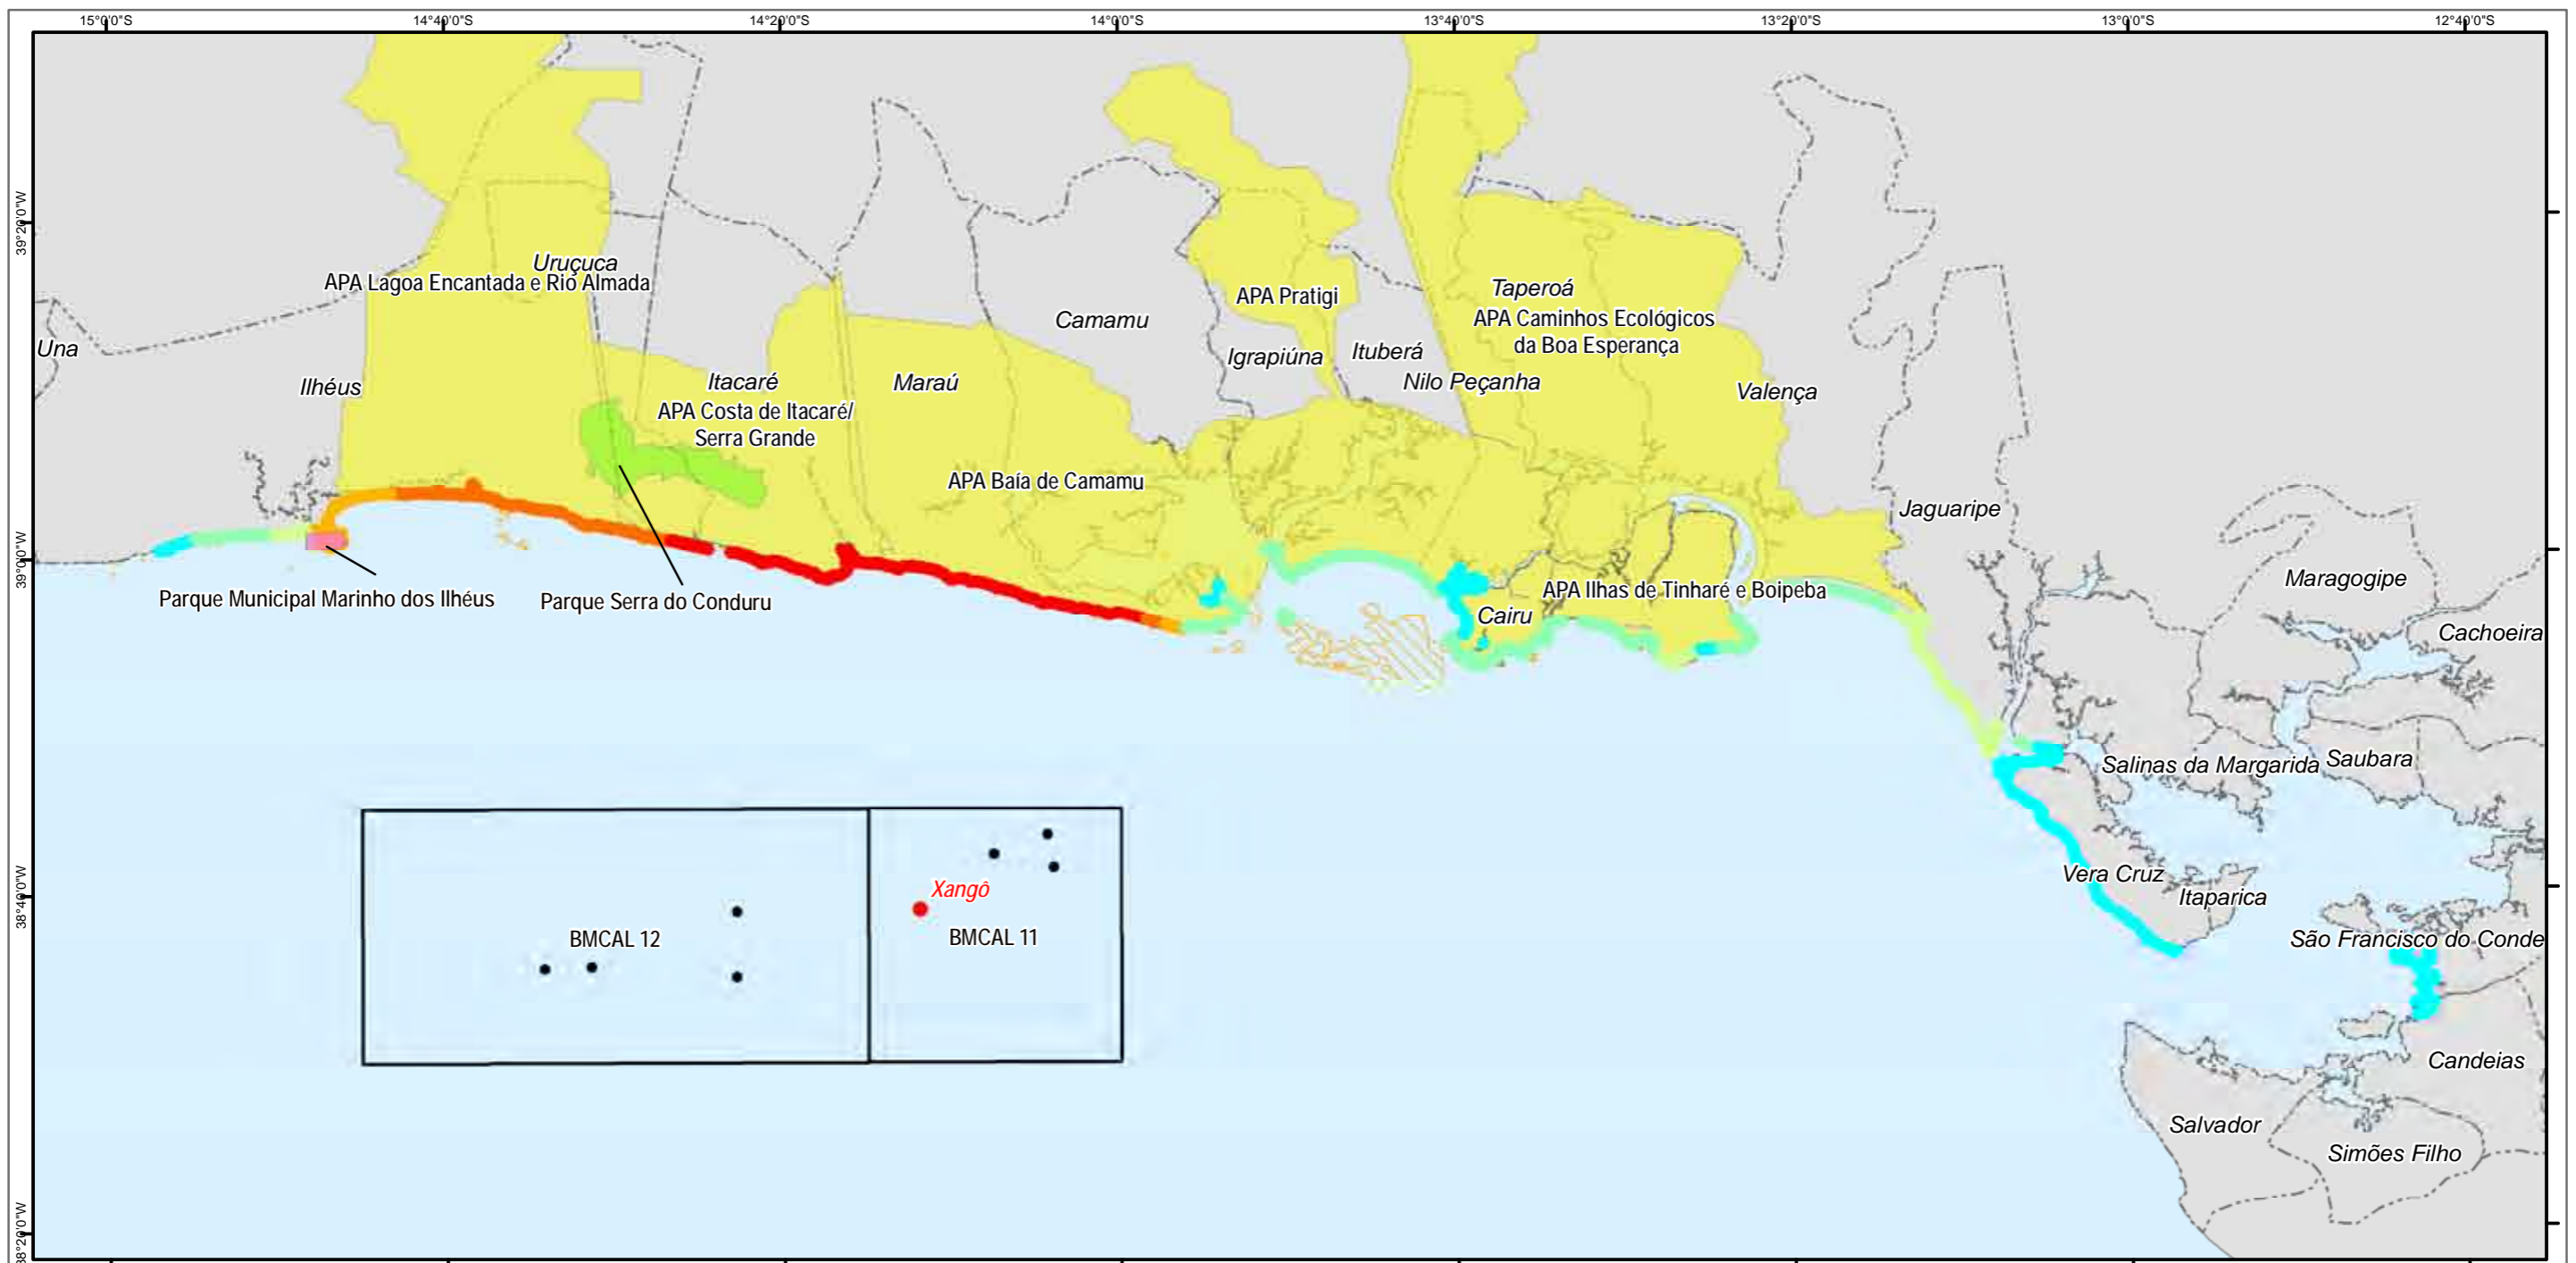 15°0'0"S
14°40'0"S
14°20'0"S
14°0'0"S
13°40'0"S
13°20'0"S
13°0'0"S
12°40'0"S
39°20'0"W
Uruçuca
APA Lagoa Encantada e Rio Almada
APA Pratigi
Taperoá
APA Caminhos Ecológicos
da Boa Esperança
Camamu
Una
Igrapiúna
Ituberá
Ilhéus
Itacaré
Maraú
Nilo Peçanha
Valença
APA Costa de Itacaré/
Serra Grande
APA Baía de Camamu
Jaguaripe
39°0'0"W
Parque Municipal Marinho dos Ilhéus
Parque Serra do Conduru
APA Ilhas de Tinharé e Boipeba
Cairu
Maragogipe
Cachoeira
Salinas da Margarida
Saubara
Vera Cruz
Itaparica
38°40'0"W
Xangô
BMCAL 12
BMCAL 11
São Francisco do Conde
Candeias
Salvador
Simões Filho
8°20'0"W